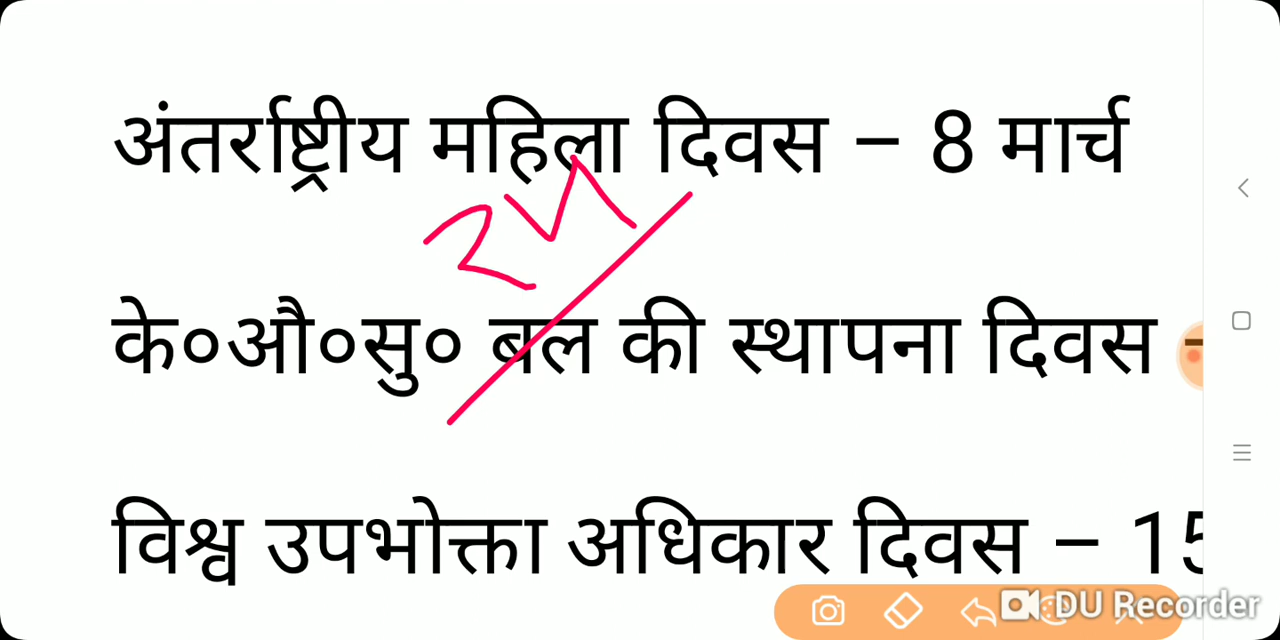 अंतर्राष्ट्रीय महिला दिवस – 8 मार्च
के०औ०सु० बल की स्थापना दिवस
विश्व उपभोक्ता अधिकार दिवस – 15
DU Recorder